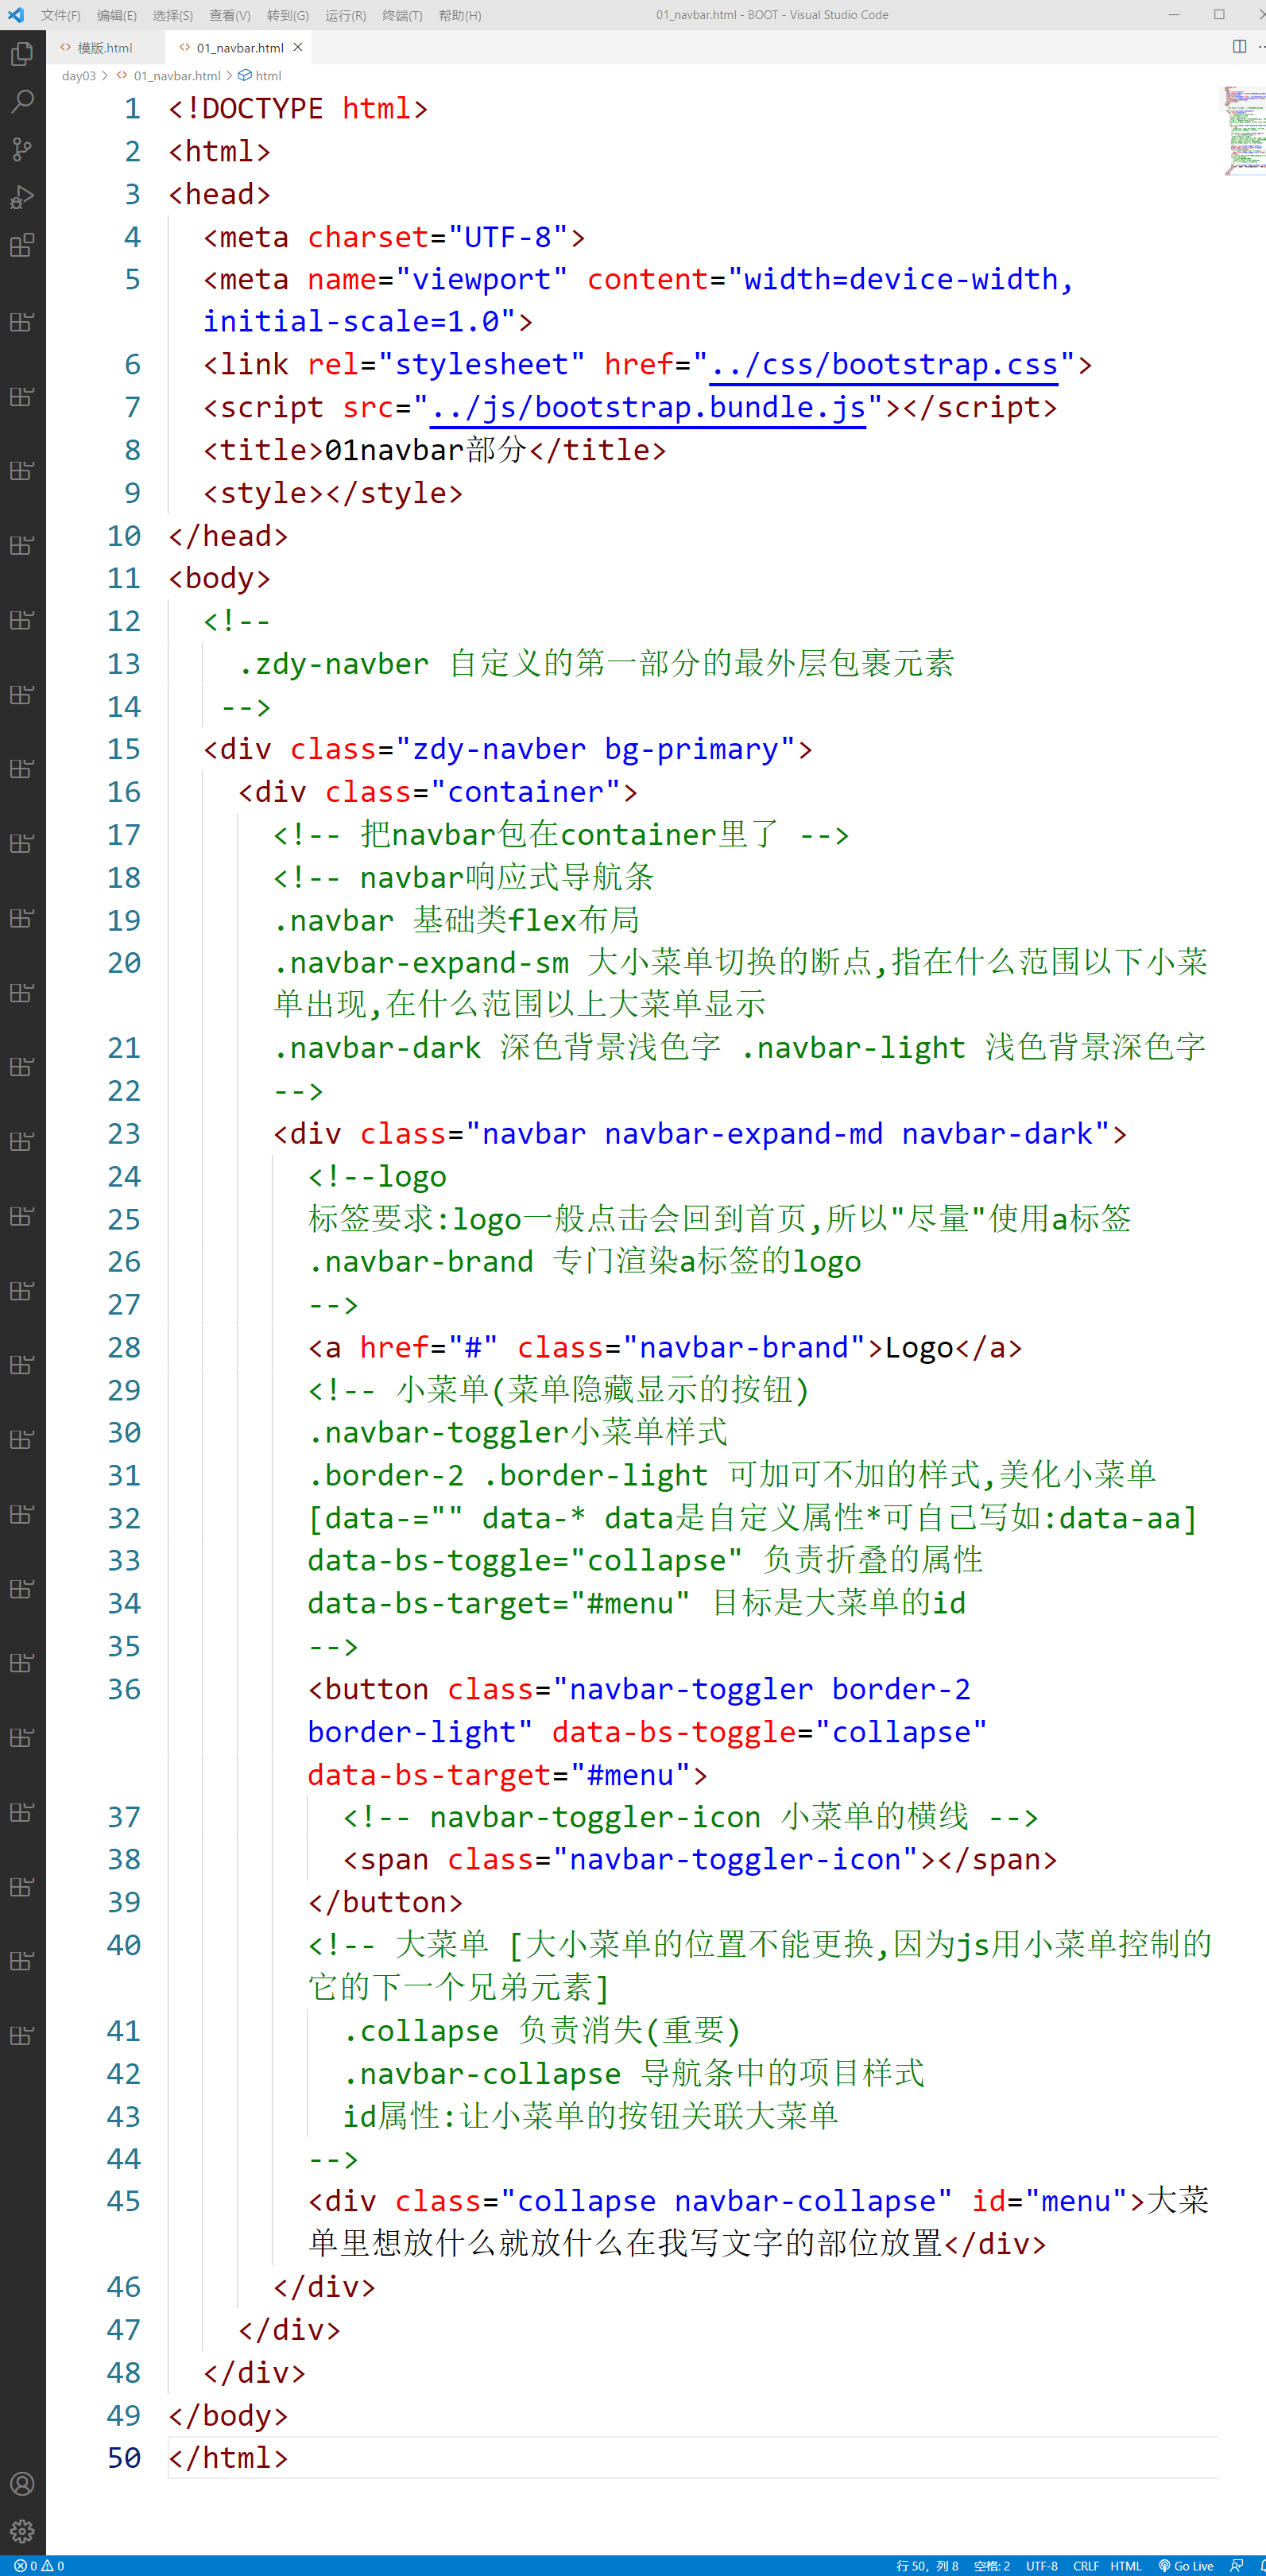 文件(F) 编辑(E) 选择(S) 查看(V) 转到(G) 运行(R) 终端(T) 帮助(H) 01_navbar.html - BOOT - Visual Studio Code
模版.html 01_navbar.html
day03 > 01_navbar.html > html
1 <!DOCTYPE html>
2 <html>
3 <head>
4 <meta charset="UTF-8">
5 <meta name="viewport" content="width=device-width,
initial-scale=1.0">
6 <link rel="stylesheet" href="../css/bootstrap.css">
7 <script src="../js/bootstrap.bundle.js"></script>
8 <title>01navbar部分</title>
9 <style></style>
10 </head>
11 <body>
12 <!--
13 .zdy-navber 自定义的第一部分的最外层包裹元素
14 -->
15 <div class="zdy-navber bg-primary">
16 <div class="container">
17 <!-- 把navbar包在container里了 -->
18 <!-- navbar响应式导航条
19 .navbar 基础类flex布局
20 .navbar-expand-sm 大小菜单切换的断点,指在什么范围以下小菜
单出现,在什么范围以上大菜单显示
21 .navbar-dark 深色背景浅色字 .navbar-light 浅色背景深色字
22 -->
23 <div class="navbar navbar-expand-md navbar-dark">
24 <!--logo
25 标签要求:logo一般点击会回到首页,所以"尽量"使用a标签
26 .navbar-brand 专门渲染a标签的logo
27 -->
28 <a href="#" class="navbar-brand">Logo</a>
29 <!-- 小菜单(菜单隐藏显示的按钮)
30 .navbar-toggler小菜单样式
31 .border-2 .border-light 可加可不加的样式,美化小菜单
32 [data-="" data-* data是自定义属性*可自己写如:data-aa]
33 data-bs-toggle="collapse" 负责折叠的属性
34 data-bs-target="#menu" 目标是大菜单的id
35 -->
36 <button class="navbar-toggler border-2
border-light" data-bs-toggle="collapse"
data-bs-target="#menu">
37 <!-- navbar-toggler-icon 小菜单的横线 -->
38 <span class="navbar-toggler-icon"></span>
39 </button>
40 <!-- 大菜单 [大小菜单的位置不能更换,因为js用小菜单控制的
它的下一个兄弟元素]
41 .collapse 负责消失(重要)
42 .navbar-collapse 导航条中的项目样式
43 id属性:让小菜单的按钮关联大菜单
44 -->
45 <div class="collapse navbar-collapse" id="menu">大菜
单里想放什么就放什么在我写文字的部位放置</div>
46 </div>
47 </div>
48 </div>
49 </body>
50 </html>
0 0 行 50，列 8 空格: 2 UTF-8 CRLF HTML Go Live